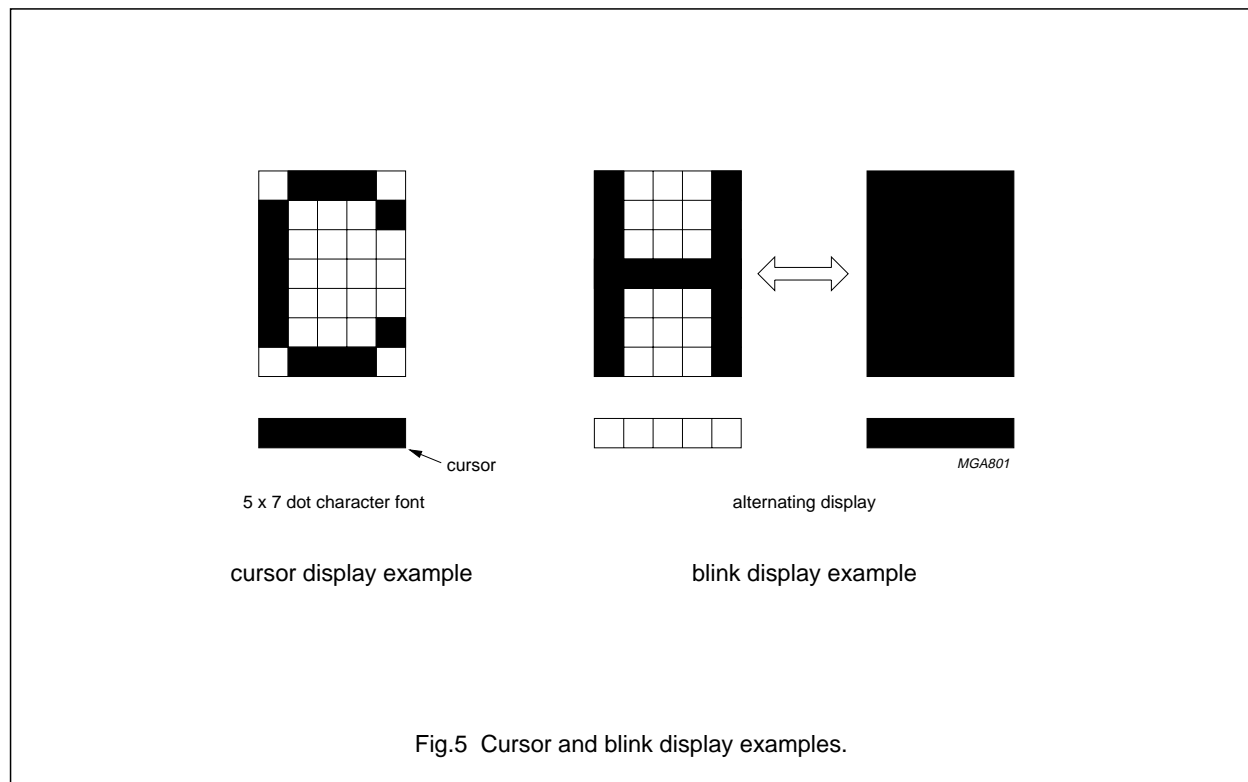 cursor
MGA801
5 x 7 dot character font
alternating display
cursor display example
blink display example
Fig.5 Cursor and blink display examples.